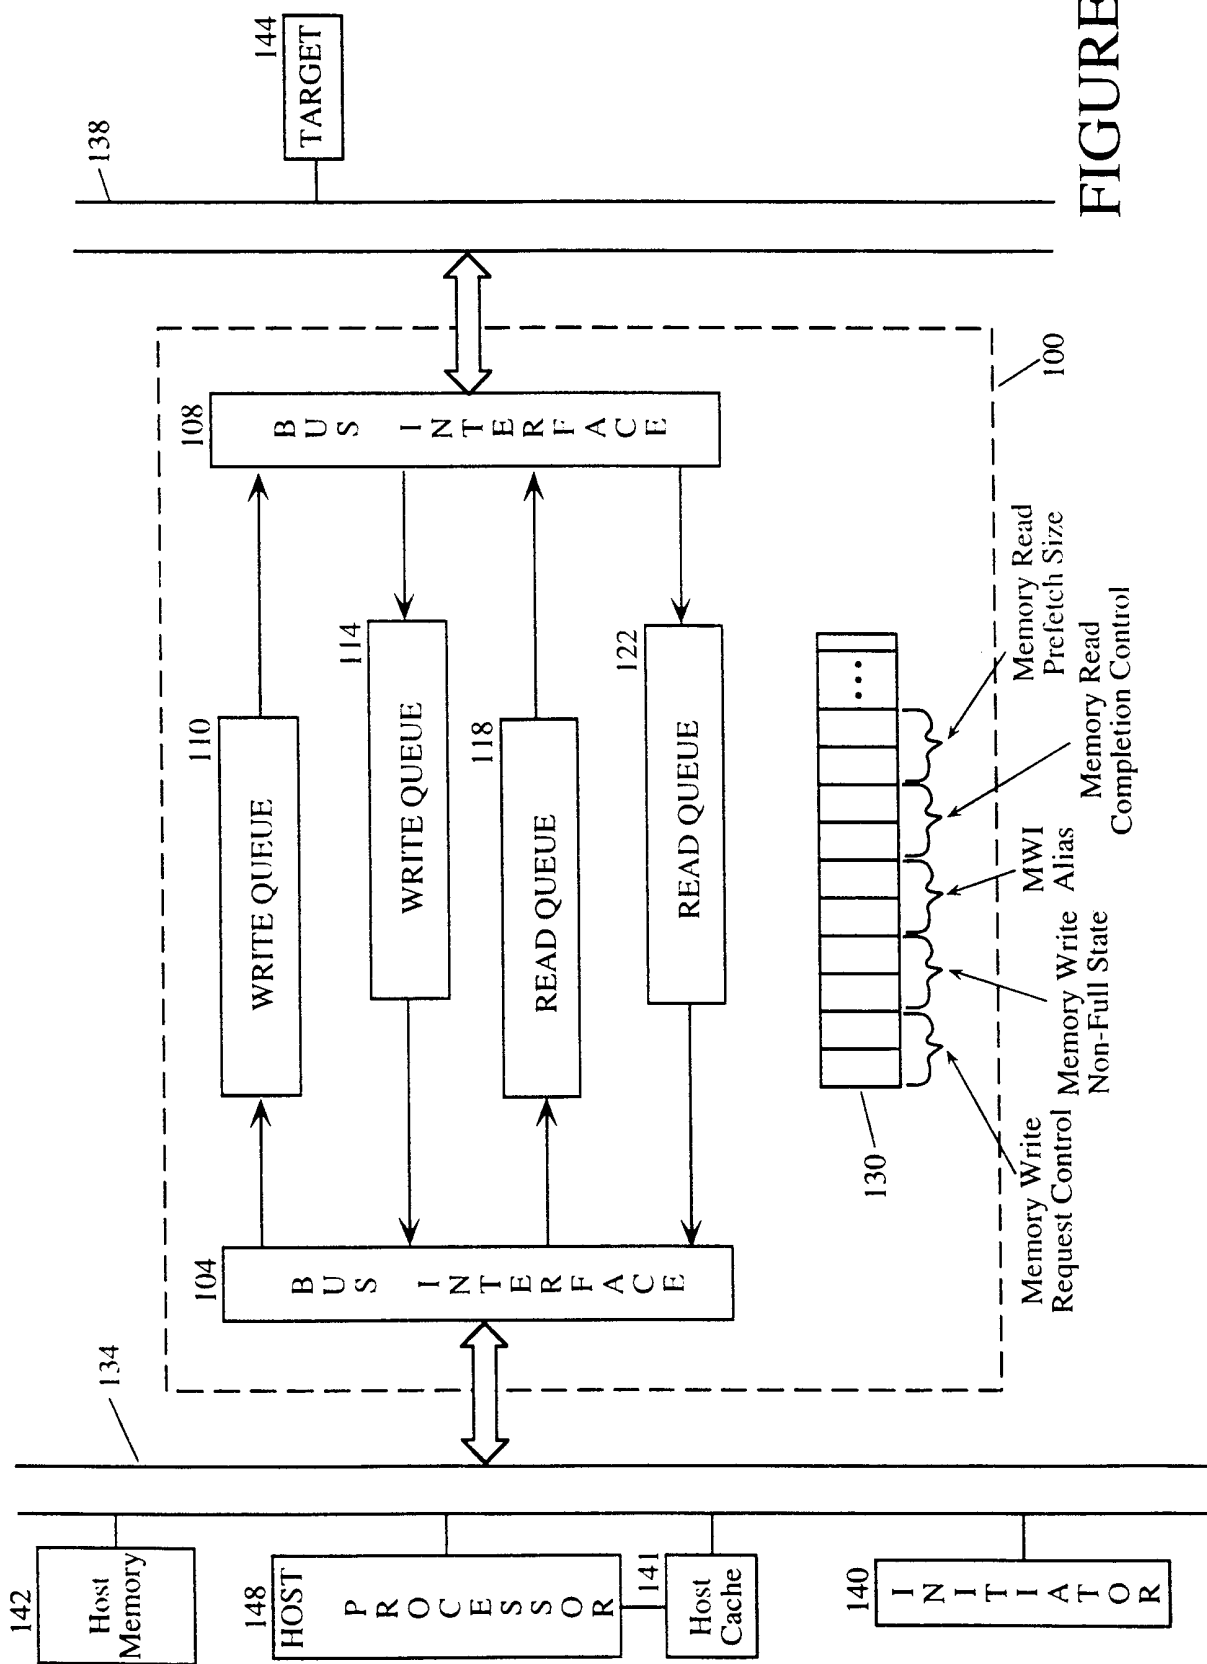 142
Host
Memory
148
HOST
PROCESSOR
141
Host
Cache
140
INITIATOR
134
104
BUS INTERFACE
110
WRITE QUEUE
114
WRITE QUEUE
118
READ QUEUE
122
READ QUEUE
108
BUS INTERFACE
138
144
TARGET
130
...
Memory Write
Request Control
Memory Write
Non-Full State
MWI
Alias
Memory Read
Completion Control
Memory Read
Prefetch Size
100
FIGURE